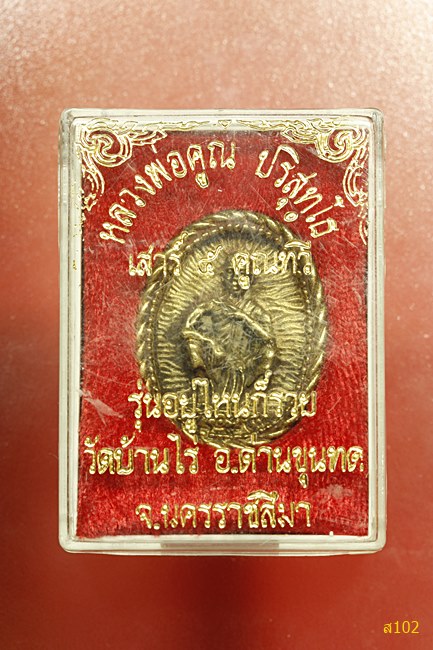 หลวงพ่อคูณ ปริสุทฺโธ
เสาร์ ๕ คูณทวี
รุ่นอยู่ไหนก็รวย
วัดบ้านไร่ อ.ด่านขุนทด
จ.นครราชสีมา
ส102